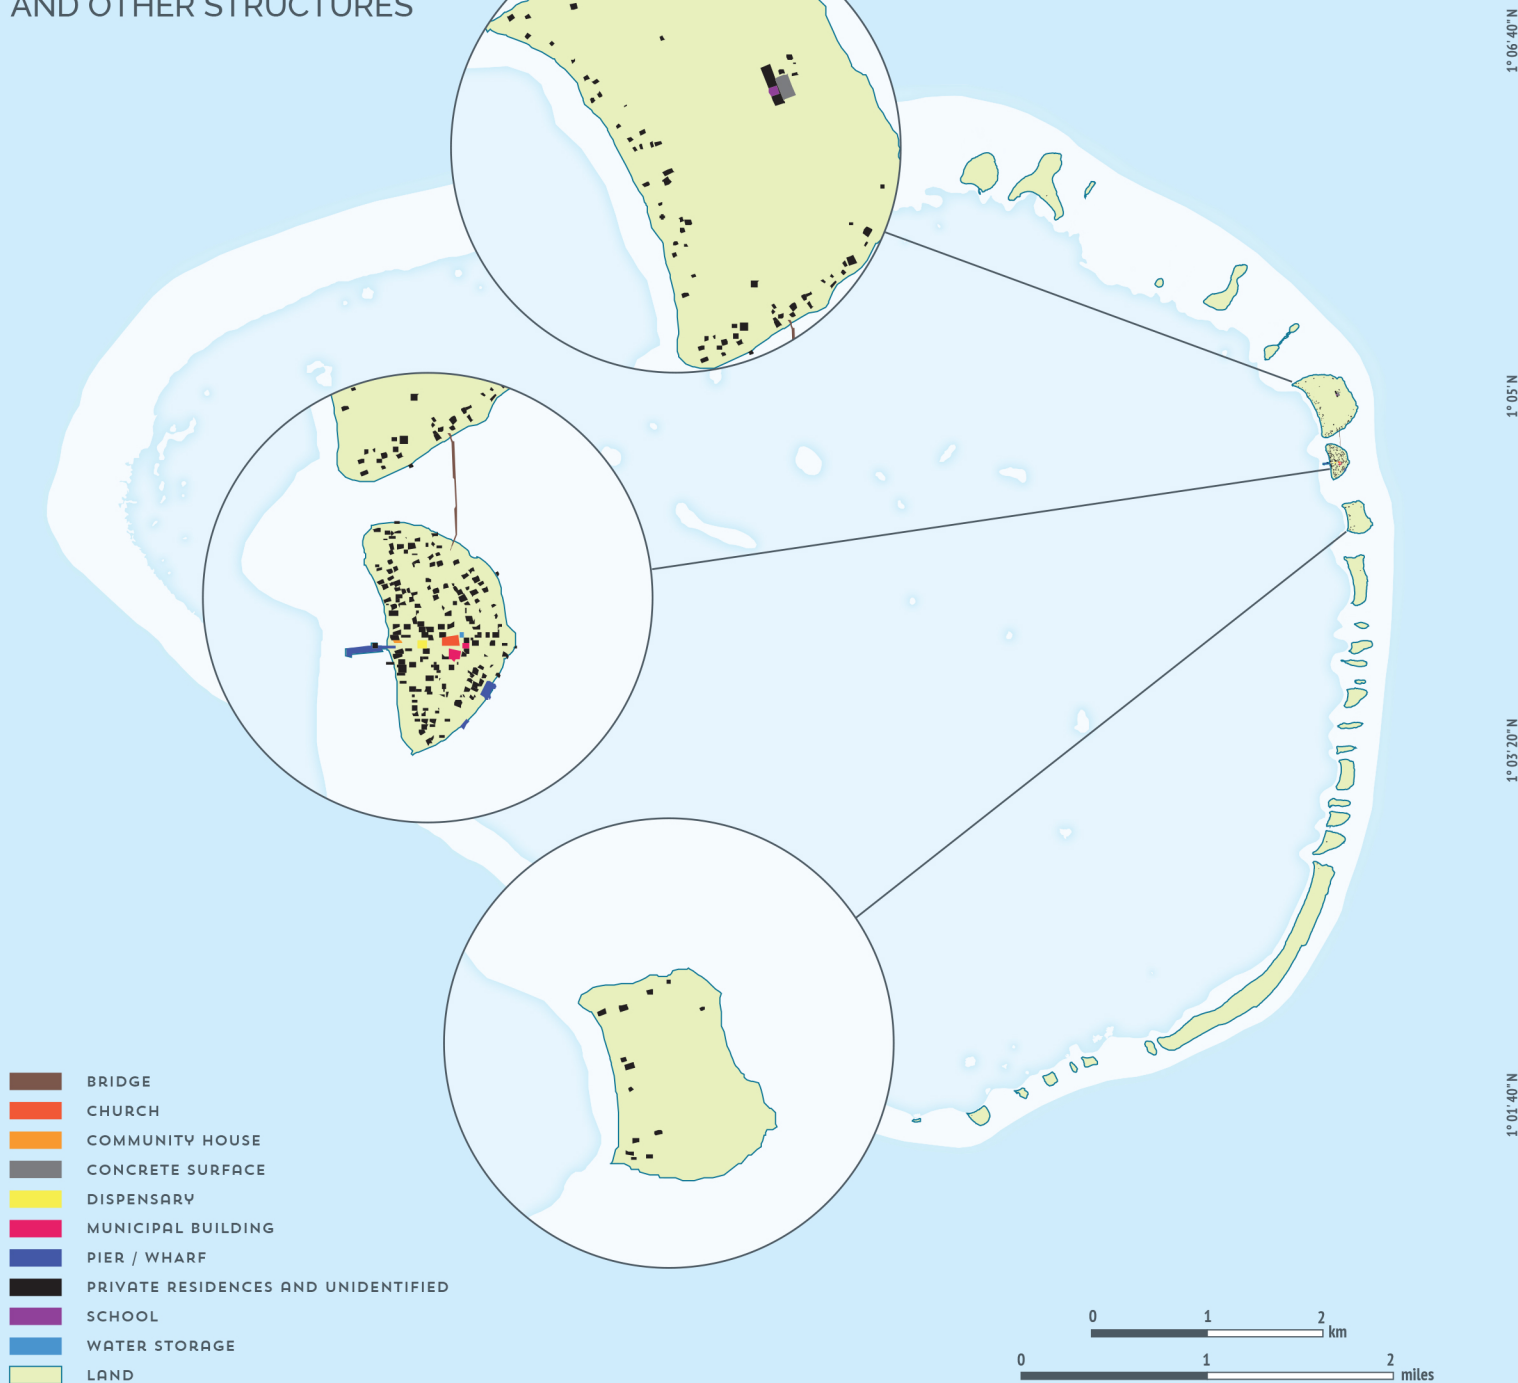 AND OTHER STRUCTURES
1° 06' 40" N
1° 05' N
1° 03' 20" N
1° 01' 40" N
BRIDGE
CHURCH
COMMUNITY HOUSE
CONCRETE SURFACE
DISPENSARY
MUNICIPAL BUILDING
PIER / WHARF
PRIVATE RESIDENCES AND UNIDENTIFIED
SCHOOL
WATER STORAGE
LAND
0 1 2
km
0 1 2
miles